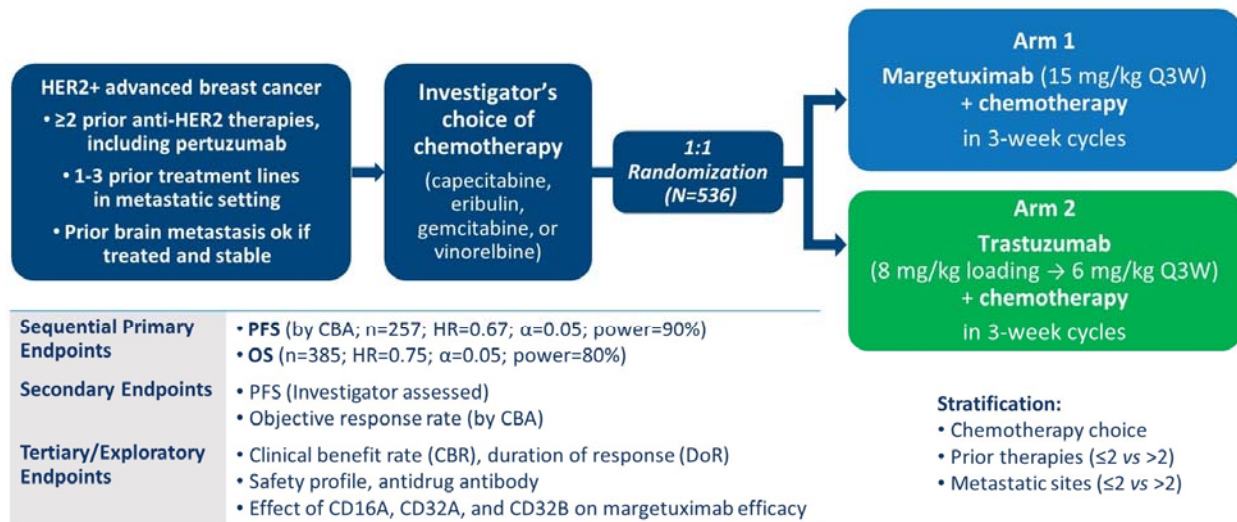 HER2+ advanced breast cancer
• ≥2 prior anti-HER2 therapies,
including pertuzumab
• 1-3 prior treatment lines
in metastatic setting
• Prior brain metastasis ok if
treated and stable
Investigator's
choice of
chemotherapy
(capecitabine,
eribulin,
gemcitabine, or
vinorelbine)
1:1
Randomization
(N=536)
Arm 1
Margetuximab (15 mg/kg Q3W)
+ chemotherapy
in 3-week cycles
Arm 2
Trastuzumab
(8 mg/kg loading → 6 mg/kg Q3W)
+ chemotherapy
in 3-week cycles
Sequential Primary
Endpoints
• PFS (by CBA; n=257; HR=0.67; α=0.05; power=90%)
• OS (n=385; HR=0.75; α=0.05; power=80%)
Secondary Endpoints
• PFS (Investigator assessed)
• Objective response rate (by CBA)
Tertiary/Exploratory
Endpoints
• Clinical benefit rate (CBR), duration of response (DoR)
• Safety profile, antidrug antibody
• Effect of CD16A, CD32A, and CD32B on margetuximab efficacy
Stratification:
• Chemotherapy choice
• Prior therapies (≤2 vs >2)
• Metastatic sites (≤2 vs >2)